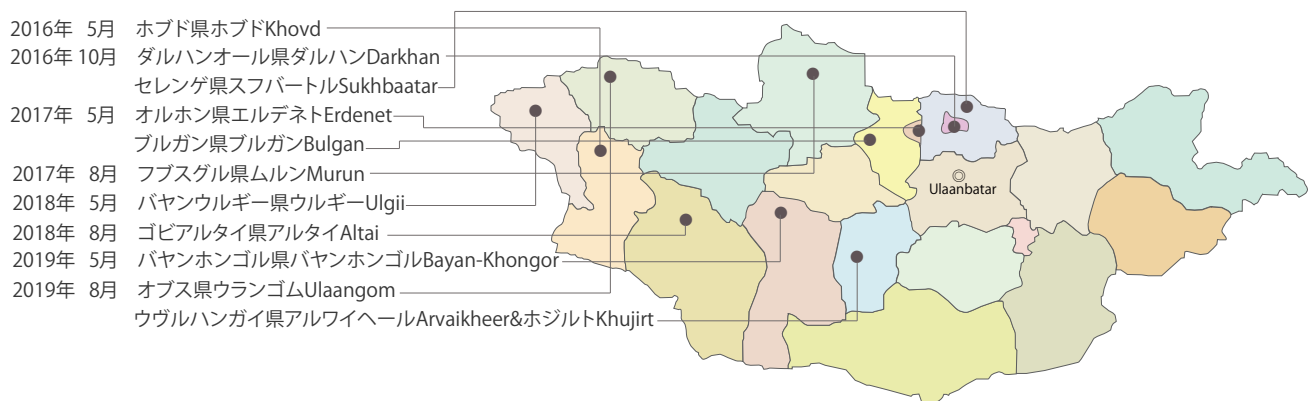 2016年 5月 ホブド県ホブドKhovd
2016年 10月 ダルハンオール県ダルハンDarkhan
セレンゲ県スフバートルSukhbaatar
2017年 5月 オルホン県エルデネトErdenet
ブルガン県ブルガンBulgan
2017年 8月 フブスグル県ムルンMurun
2018年 5月 バヤンウルギー県ウルギーUlgii
2018年 8月 ゴビアルタイ県アルタイAltai
2019年 5月 バヤンホンゴル県バヤンホンゴルBayan-Khongor
2019年 8月 オブス県ウランゴムUlaangom
ウヴルハンガイ県アルワイヘールArvaikheer&ホジルトKhujirt
Ulaanbatar